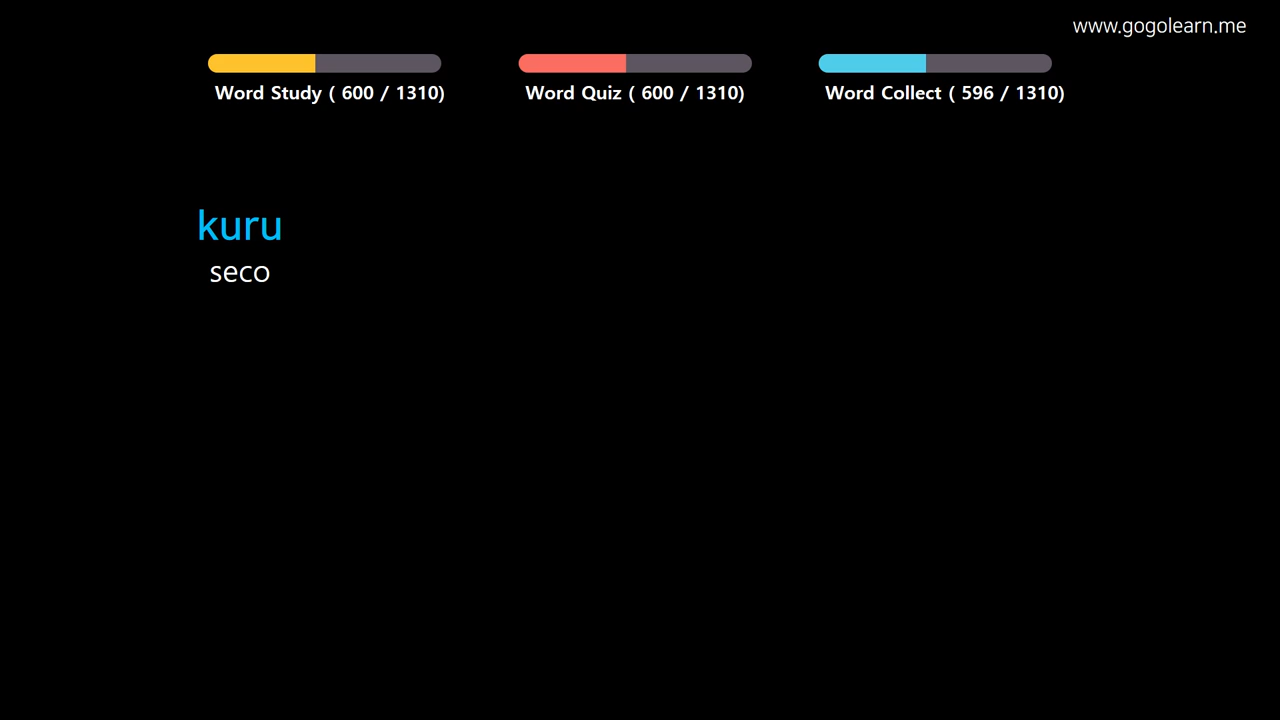 www.gogolearn.me
Word Study ( 600 / 1310)
Word Quiz ( 600 / 1310)
Word Collect ( 596 / 1310)
kuru
seco